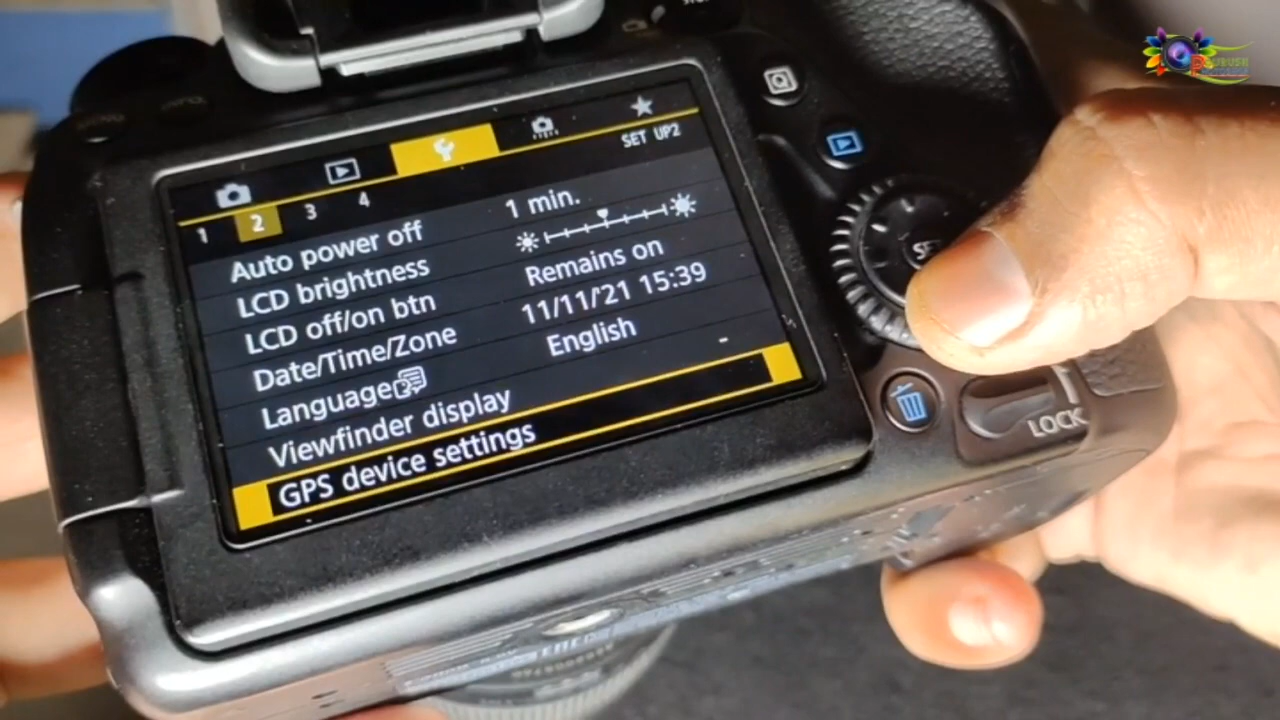 SET UP2
1 2 3 4
Auto power off 1 min.
LCD brightness
LCD off/on btn Remains on
Date/Time/Zone 11/11/'21 15:39
Language English
Viewfinder display -
GPS device settings
Q
LOCK